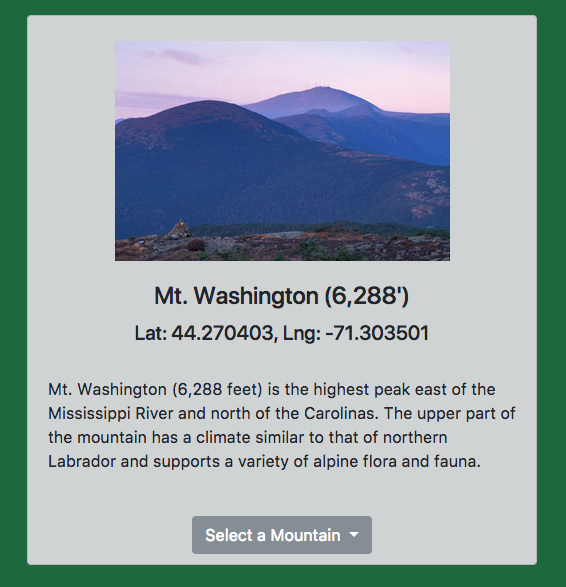 Mt. Washington (6,288')
Lat: 44.270403, Lng: -71.303501
Mt. Washington (6,288 feet) is the highest peak east of the
Mississippi River and north of the Carolinas. The upper part of
the mountain has a climate similar to that of northern
Labrador and supports a variety of alpine flora and fauna.
Select a Mountain